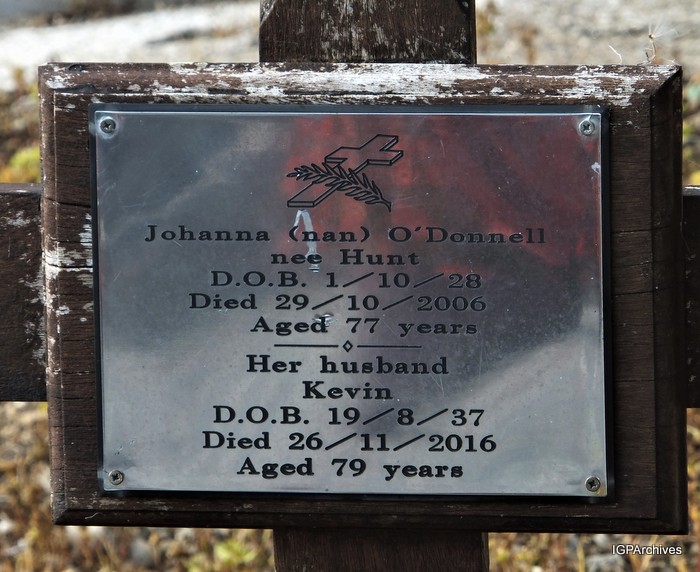 Johanna (nan) O'Donnell
nee Hunt
D.O.B. 1/10/28
Died 29/10/2006
Aged 77 years
Her husband
Kevin
D.O.B. 19/8/37
Died 26/11/2016
Aged 79 years
IGPArchives